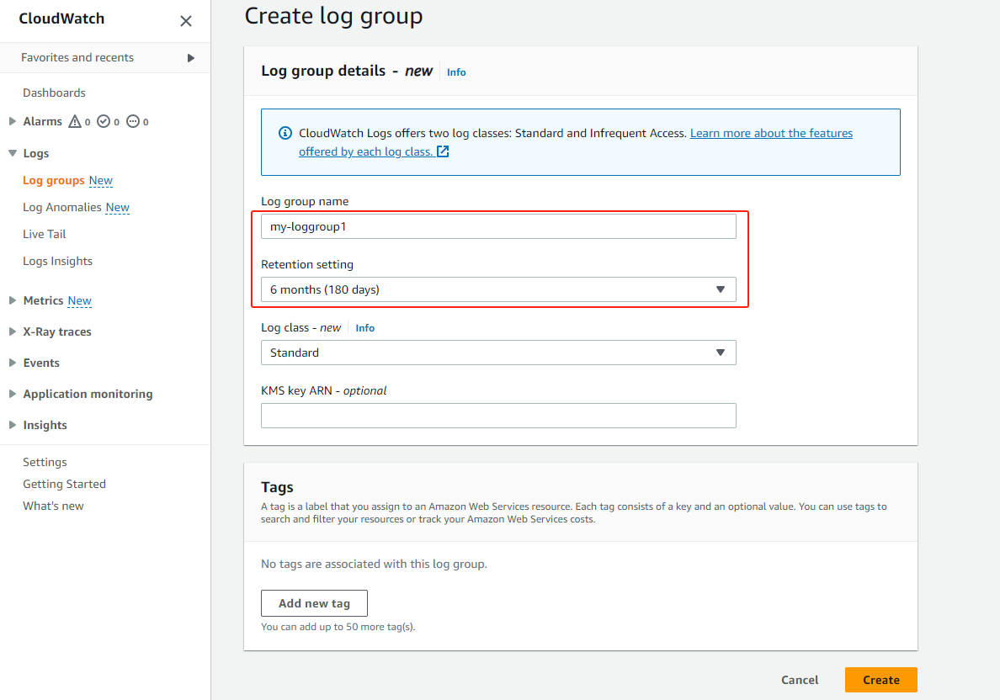 CloudWatch
Favorites and recents
Dashboards
Alarms 0 0 0
Logs
Log groups New
Log Anomalies New
Live Tail
Logs Insights
Metrics New
X-Ray traces
Events
Application monitoring
Insights
Settings
Getting Started
What's new
Create log group
Log group details - new Info
CloudWatch Logs offers two log classes: Standard and Infrequent Access. Learn more about the features
offered by each log class.
Log group name
my-loggroup1
Retention setting
6 months (180 days)
Log class - new Info
Standard
KMS key ARN - optional
Tags
A tag is a label that you assign to an Amazon Web Services resource. Each tag consists of a key and an optional value. You can use tags to
search and filter your resources or track your Amazon Web Services costs.
No tags are associated with this log group.
Add new tag
You can add up to 50 more tag(s).
Cancel
Create